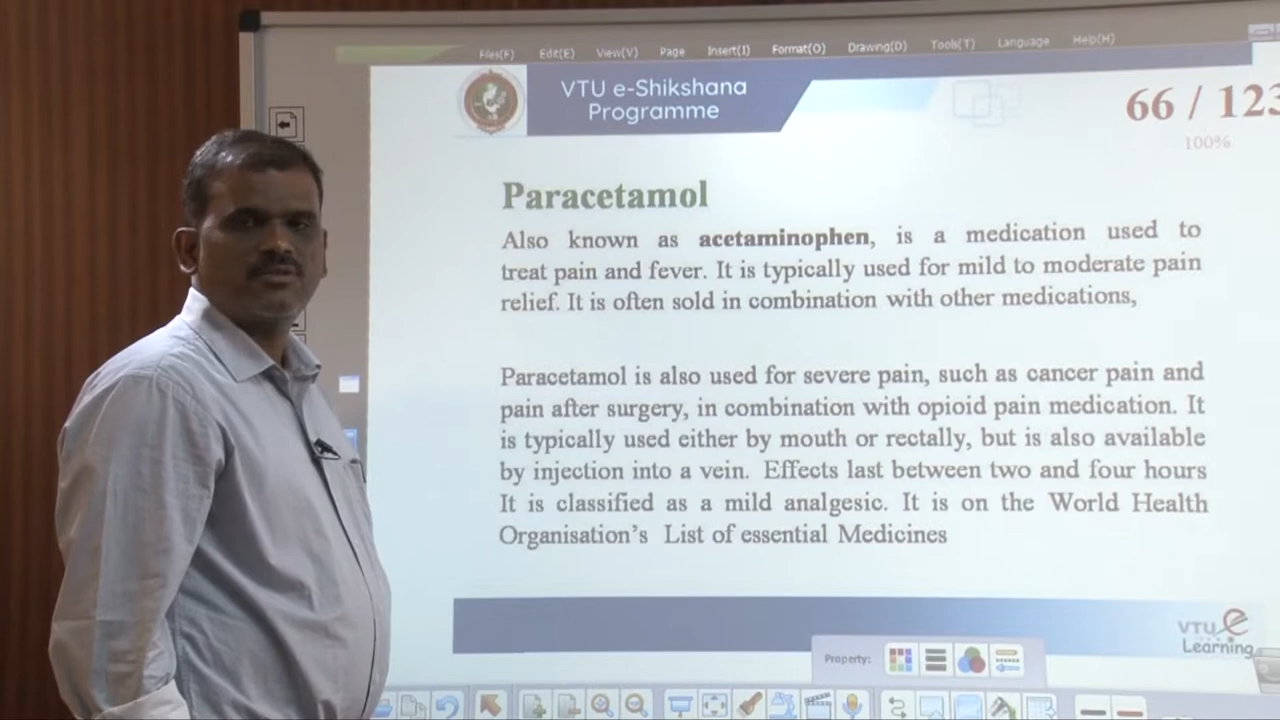 Files(F) Edit(E) View(V) Page Insert(I) Format(O) Drawing(D) Tools(T) Language Help(H)
VTU e-Shikshana
Programme
66 / 123
100%
Paracetamol
Also known as acetaminophen, is a medication used to
treat pain and fever. It is typically used for mild to moderate pain
relief. It is often sold in combination with other medications,
Paracetamol is also used for severe pain, such as cancer pain and
pain after surgery, in combination with opioid pain medication. It
is typically used either by mouth or rectally, but is also available
by injection into a vein. Effects last between two and four hours
It is classified as a mild analgesic. It is on the World Health
Organisation's List of essential Medicines
VTU e
Learning
Property: